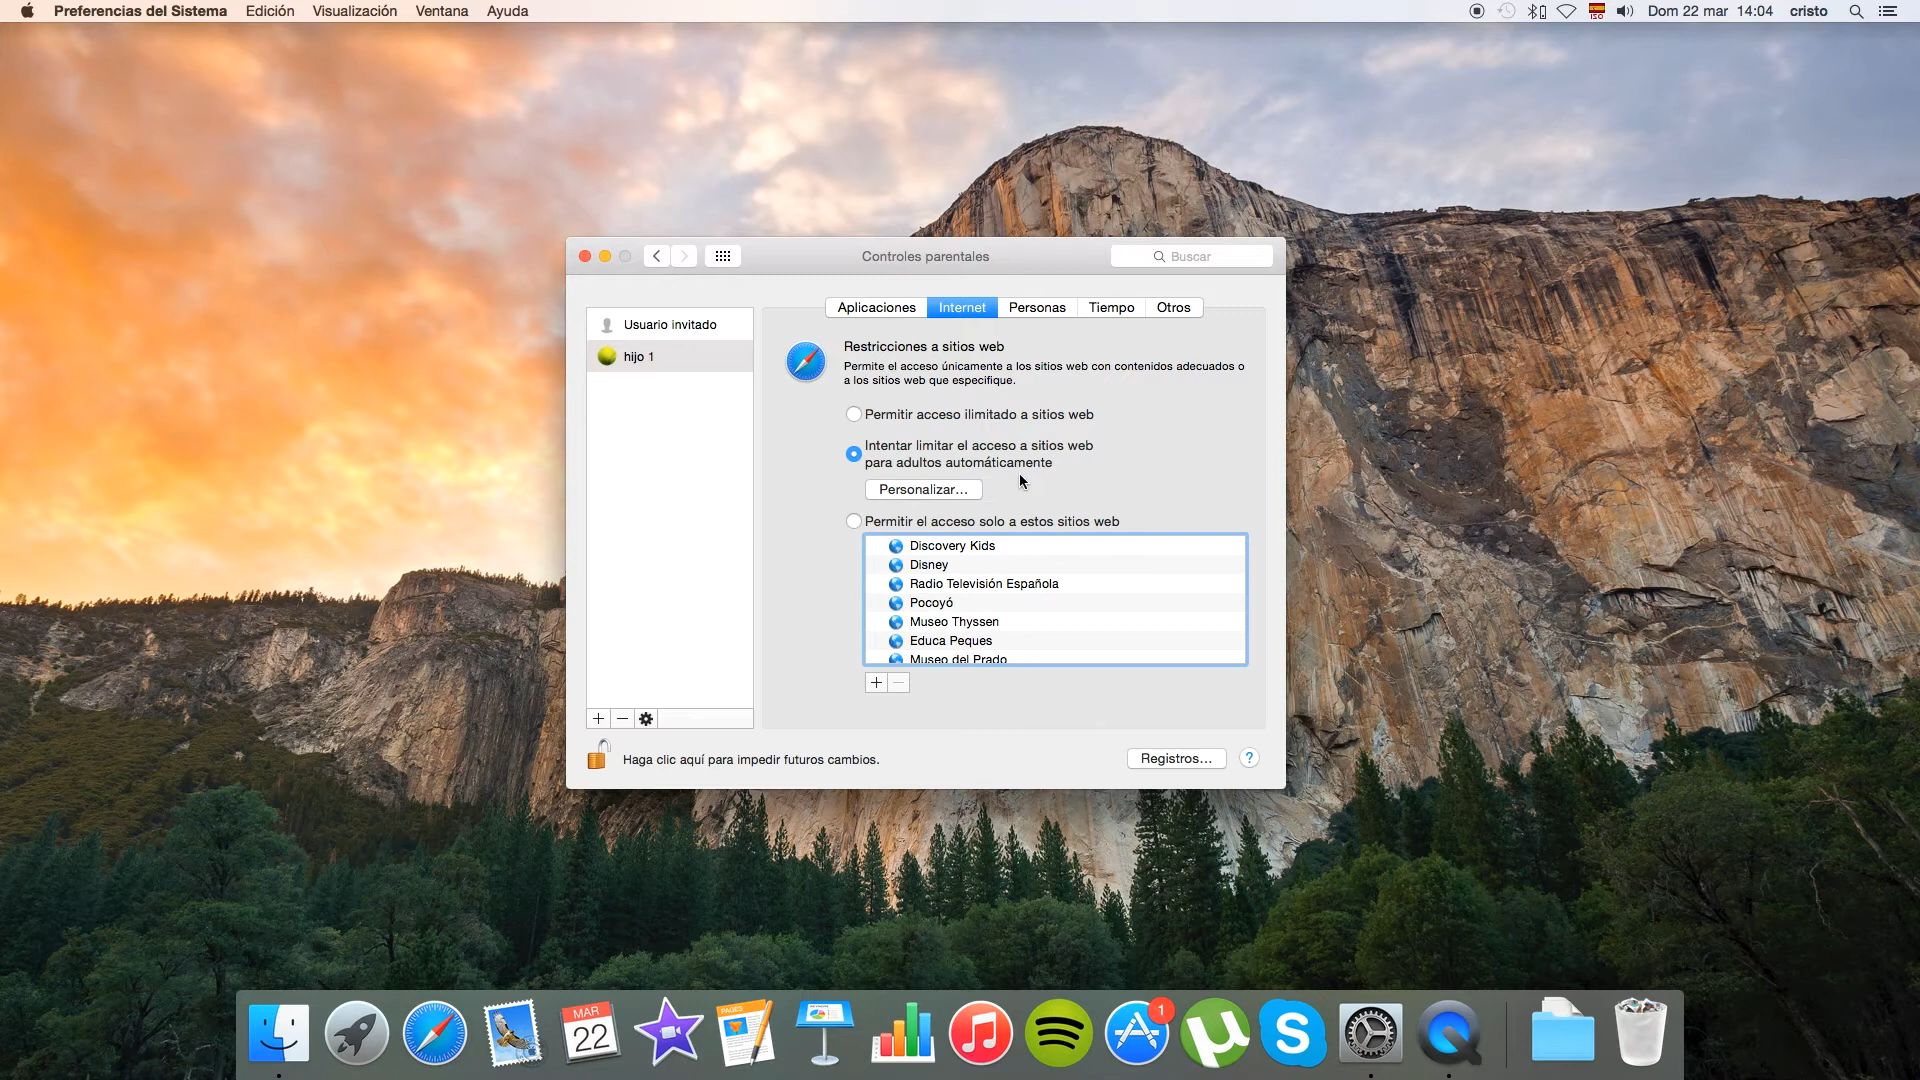 Preferencias del Sistema Edición Visualización Ventana Ayuda
ISO Dom 22 mar 14:04 cristo
Controles parentales
Buscar
Aplicaciones Internet Personas Tiempo Otros
Usuario invitado
hijo 1
Restricciones a sitios web
Permite el acceso únicamente a los sitios web con contenidos adecuados o
a los sitios web que especifique.
Permitir acceso ilimitado a sitios web
Intentar limitar el acceso a sitios web
para adultos automáticamente
Personalizar...
Permitir el acceso solo a estos sitios web
Discovery Kids
Disney
Radio Televisión Española
Pocoyó
Museo Thyssen
Educa Peques
Museo del Prado
Haga clic aquí para impedir futuros cambios.
Registros...
?
MAR
22
PAGES
1